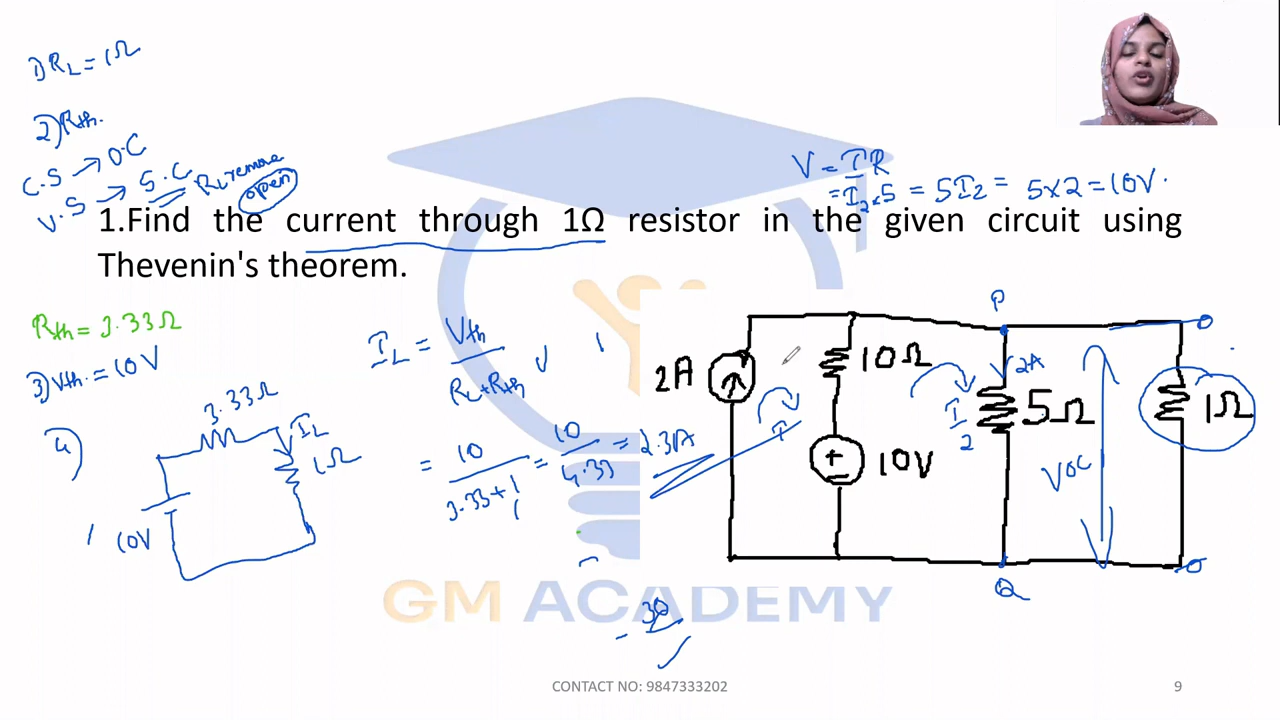 1) RL = 1Ω
2) Rth.
C.S → O.C
V.S → S.C RL remove open
V = IR
= I2 × 5 = 5I2 = 5×2 = 10V.
1.Find the current through 1Ω resistor in the given circuit using
Thevenin's theorem.
Rth = 3.33Ω
3) Vth. = 10V
4)
3.33Ω
IL
1Ω
10V
IL = Vth / RL + Rth
= 10 / 3.33 + 1 = 10 / 4.33 = 2.3A
P
2A
10Ω
10V
I
I2
2A
5Ω
VOC
1Ω
Q
GM ACADEMY
CONTACT NO: 9847333202
9